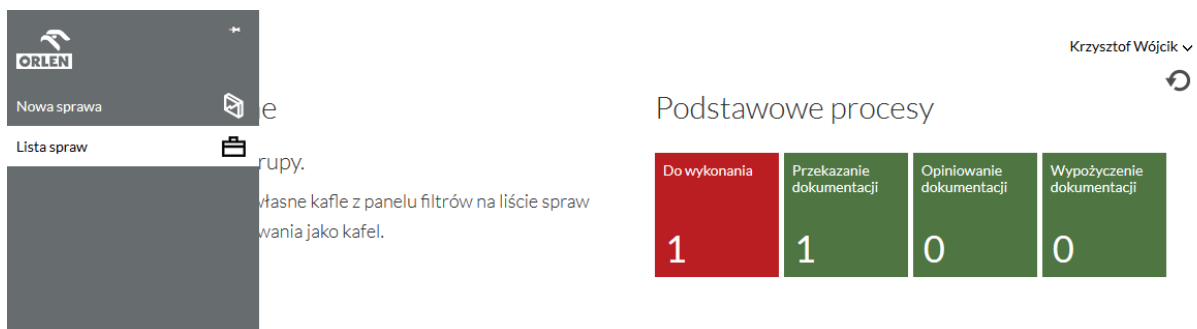 ORLEN
Nowa sprawa
Lista spraw
e
rupy.
własne kafle z panelu filtrów na liście spraw
wania jako kafel.
Krzysztof Wójcik
Podstawowe procesy
Do wykonania
1
Przekazanie
dokumentacji
1
Opiniowanie
dokumentacji
0
Wypożyczenie
dokumentacji
0